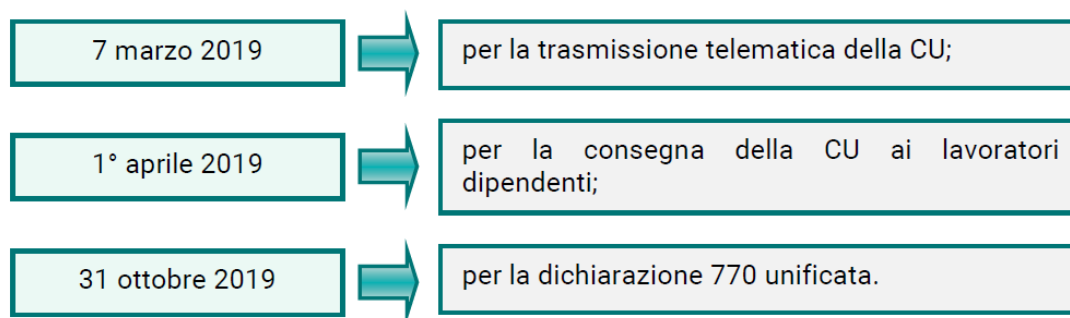 7 marzo 2019
per la trasmissione telematica della CU;
1° aprile 2019
per la consegna della CU ai lavoratori
dipendenti;
31 ottobre 2019
per la dichiarazione 770 unificata.